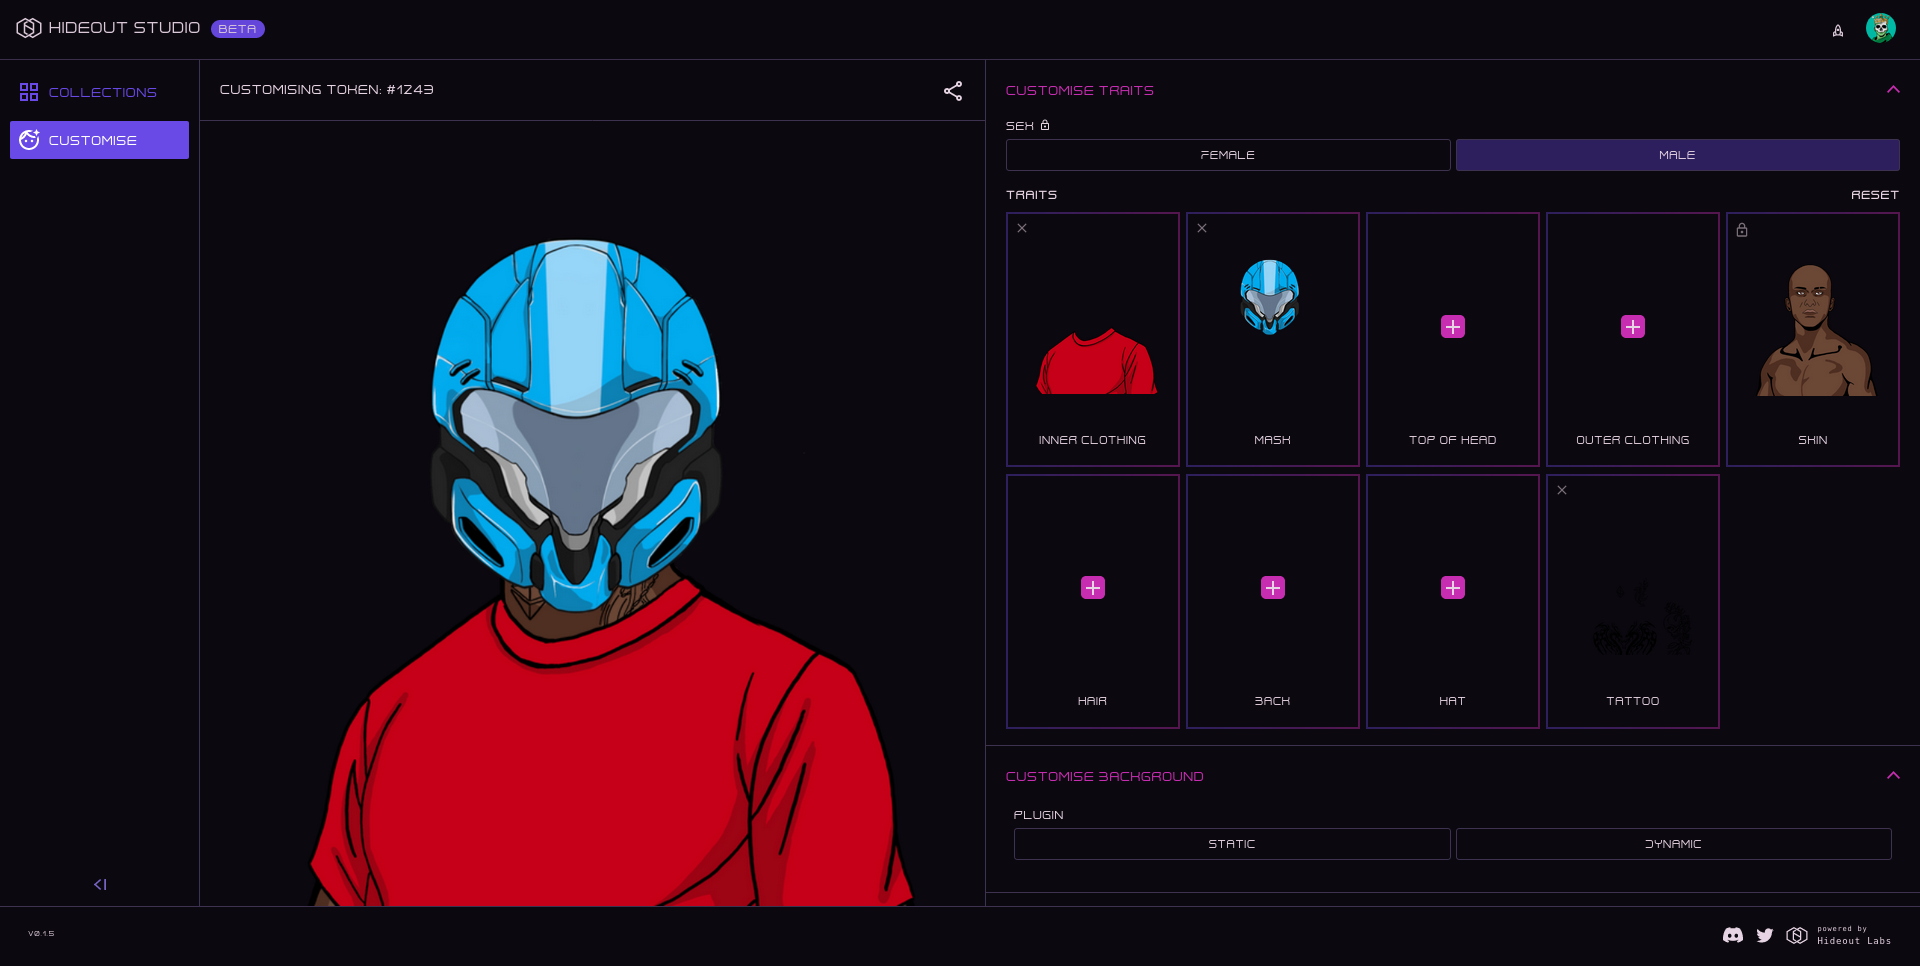 HIDEOUT STUDIO BETA
COLLECTIONS
CUSTOMISE
CUSTOMISING TOKEN: #1243
CUSTOMISE TRAITS
SEX
FEMALE
MALE
TRAITS
RESET
INNER CLOTHING
MASK
TOP OF HEAD
OUTER CLOTHING
SKIN
HAIR
BACK
HAT
TATTOO
CUSTOMISE BACKGROUND
PLUGIN
STATIC
DYNAMIC
V0.1.5
powered by
Hideout Labs